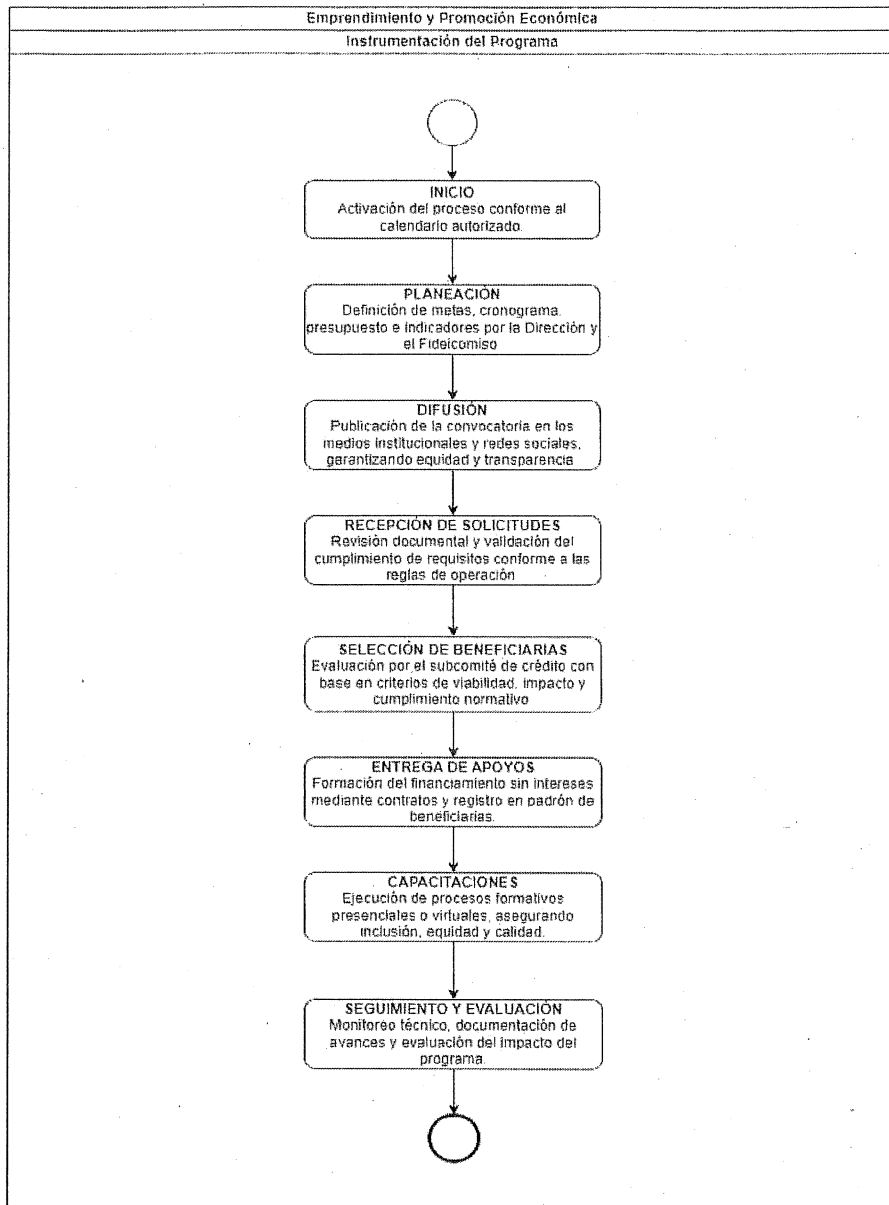 Emprendimiento y Promoción Económica
Instrumentación del Programa
INICIO
Activación del proceso conforme al
calendario autorizado.
PLANEACIÓN
Definición de metas, cronograma,
presupuesto e indicadores por la Dirección y
el Fideicomiso
DIFUSIÓN
Publicación de la convocatoria en los
medios institucionales y redes sociales,
garantizando equidad y transparencia
RECEPCIÓN DE SOLICITUDES
Revisión documental y validación del
cumplimiento de requisitos conforme a las
reglas de operación
SELECCIÓN DE BENEFICIARIAS
Evaluación por el subcomité de crédito con
base en criterios de viabilidad, impacto y
cumplimiento normativo
ENTREGA DE APOYOS
Formación del financiamiento sin intereses
mediante contratos y registro en padrón de
beneficiarias.
CAPACITACIONES
Ejecución de procesos formativos
presenciales o virtuales, asegurando
inclusión, equidad y calidad.
SEGUIMIENTO Y EVALUACIÓN
Monitoreo técnico, documentación de
avances y evaluación del impacto del
programa.